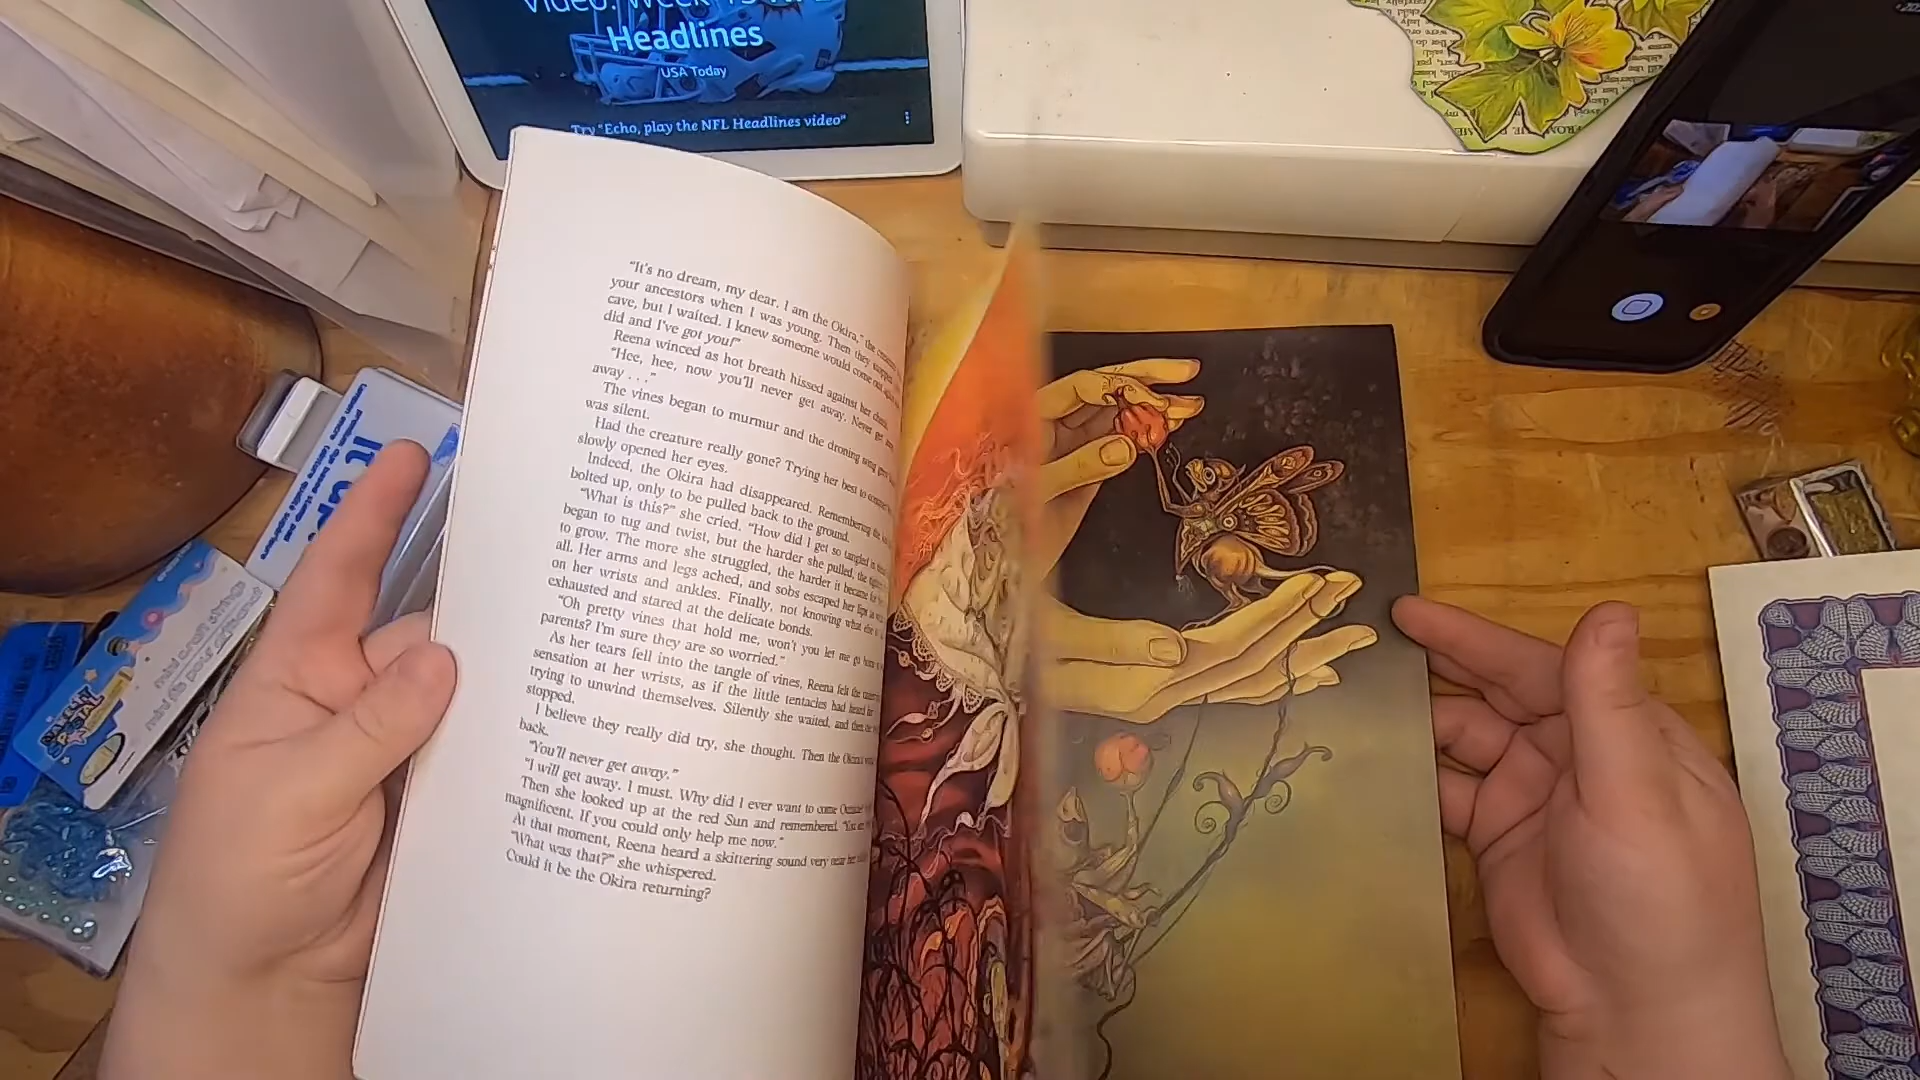 Headlines
USA Today
Try "Echo, play the NFL Headlines video"
"It's no dream, my dear. I am the Okira," the
your ancestors when I was young. Then they
cave, but I waited. I knew someone would come
did and I've got you!"
Reena winced as hot breath hissed against her
"Hee, hee, now you'll never get away. Never get
away . . ."
The vines began to murmur and the droning song
was silent.
Had the creature really gone? Trying her best to
slowly opened her eyes.
Indeed, the Okira had disappeared. Remembering the
bolted up, only to be pulled back to the ground.
"What is this?" she cried. "How did I get so tangled in
began to tug and twist, but the harder she pulled, the
to grow. The more she struggled, the harder it became for
all. Her arms and legs ached, and sobs escaped her lips
on her wrists and ankles. Finally, not knowing what else
exhausted and stared at the delicate bonds.
"Oh pretty vines that hold me, won't you let me go
parents? I'm sure they are so worried."
As her tears fell into the tangle of vines, Reena felt the
sensation at her wrists, as if the little tentacles had heard
trying to unwind themselves. Silently she waited, and then
stopped.
I believe they really did try, she thought. Then the Okira's
back.
"You'll never get away."
"I will get away, I must. Why did I ever want to come
Then she looked up at the red Sun and remembered.
magnificent. If you could only help me now."
At that moment, Reena heard a skittering sound very near
"What was that?" she whispered.
Could it be the Okira returning?
mini craft strings